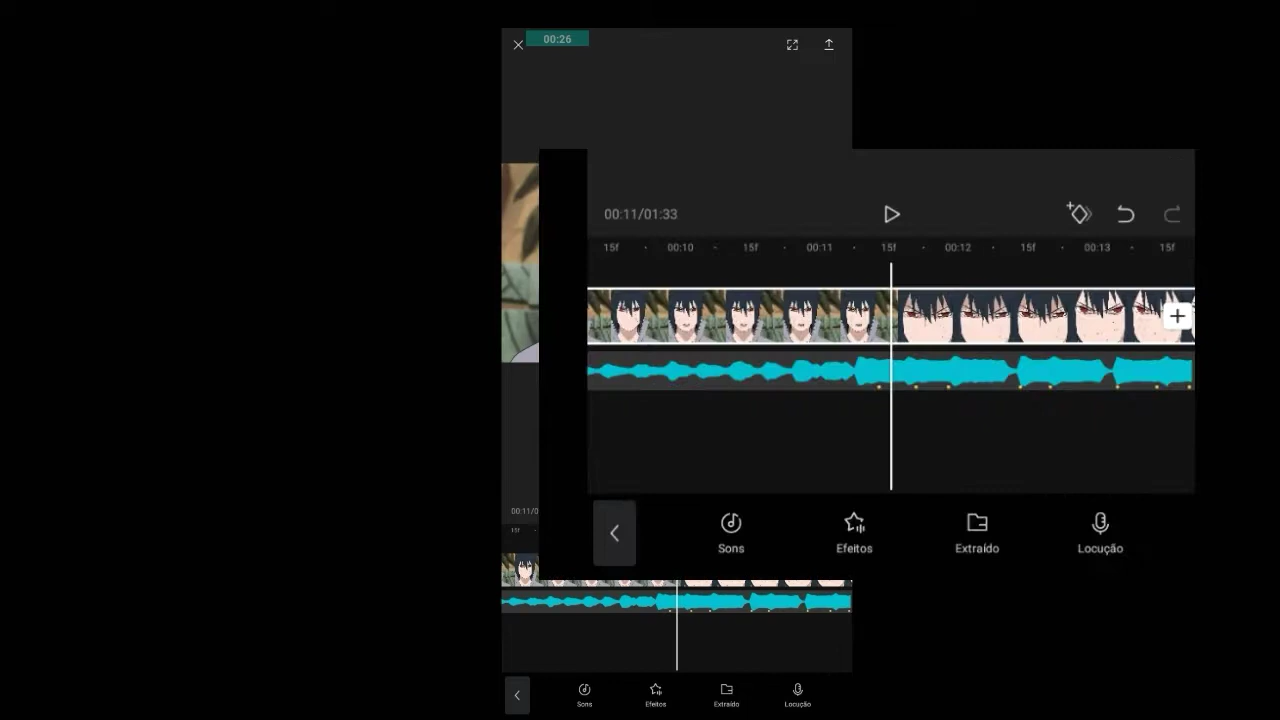 00:26
00:11/01:33
15f 00:10 15f 00:11 15f 00:12 15f 00:13 15f
Sons Efeitos Extraído Locução
00:11/0
15f
Sons Efeitos Extraído Locução